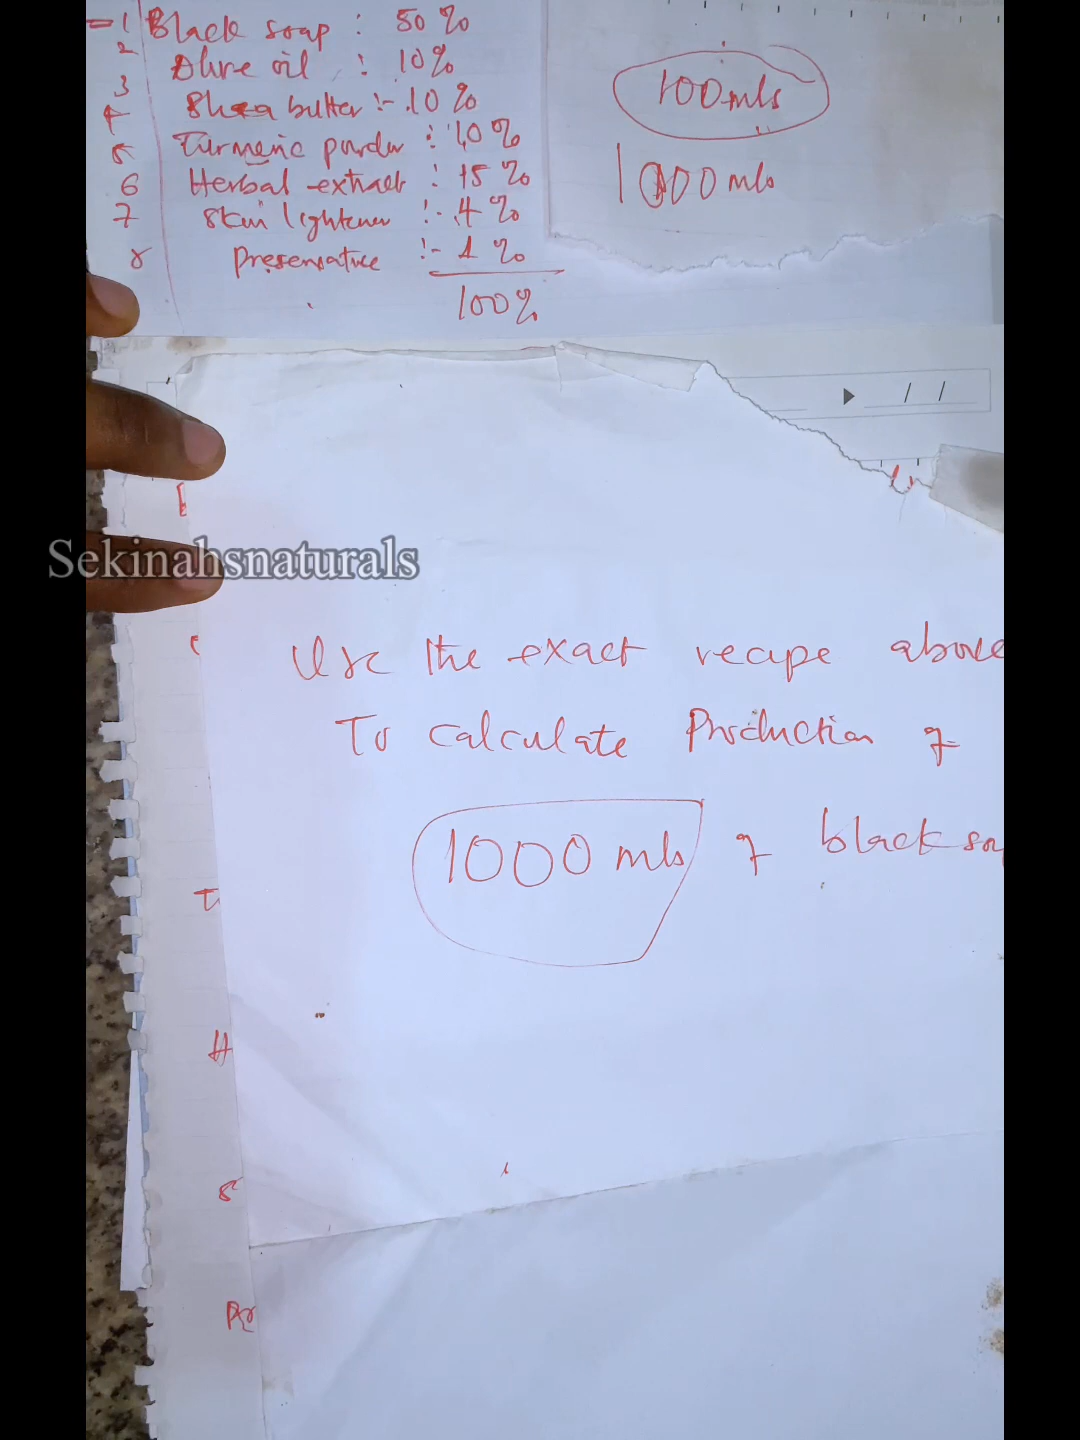 =1 Black soap : 50%
2 Olive oil : 10%
3 Shea butter :- 10%
4 Turmeric powder : 10%
5 Herbal extract : 15%
6 Skin lightener :- 4%
7 Preservative :- 1%
8
100%
100mls
1000mls
/ /
Sekinahsnaturals
Use the exact recipe above
To calculate Production of
1000 mls of black soa
H
Pr